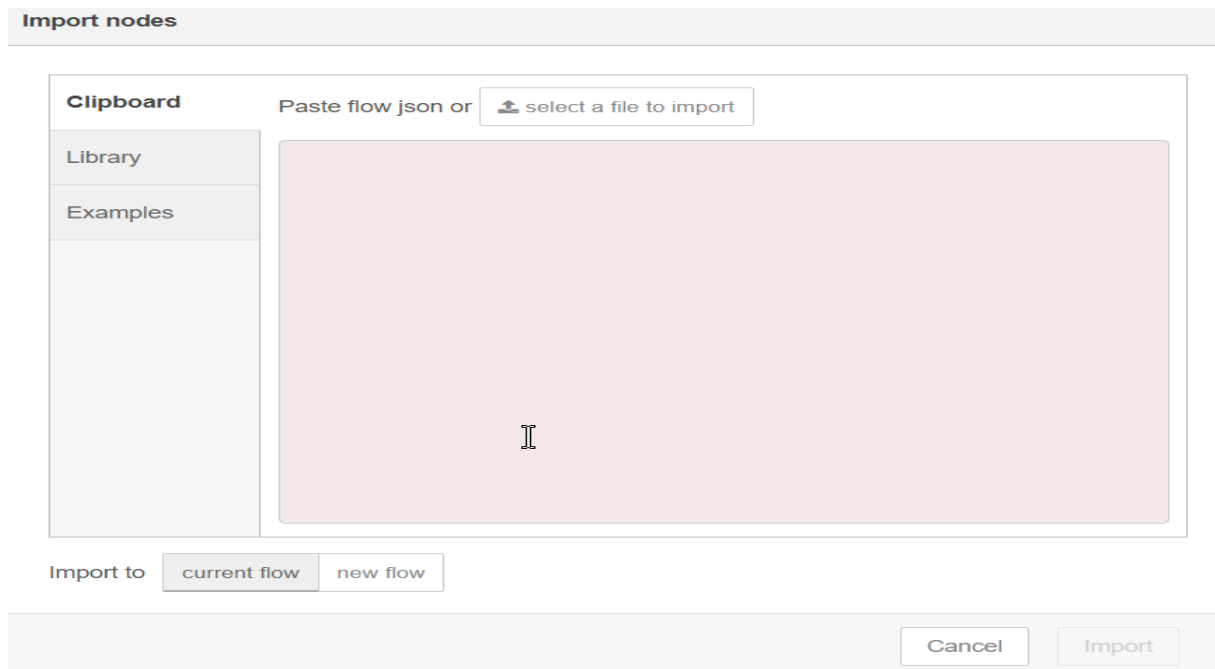 Import nodes
Clipboard
Paste flow json or select a file to import
Library
Examples
Import to current flow new flow
Cancel Import